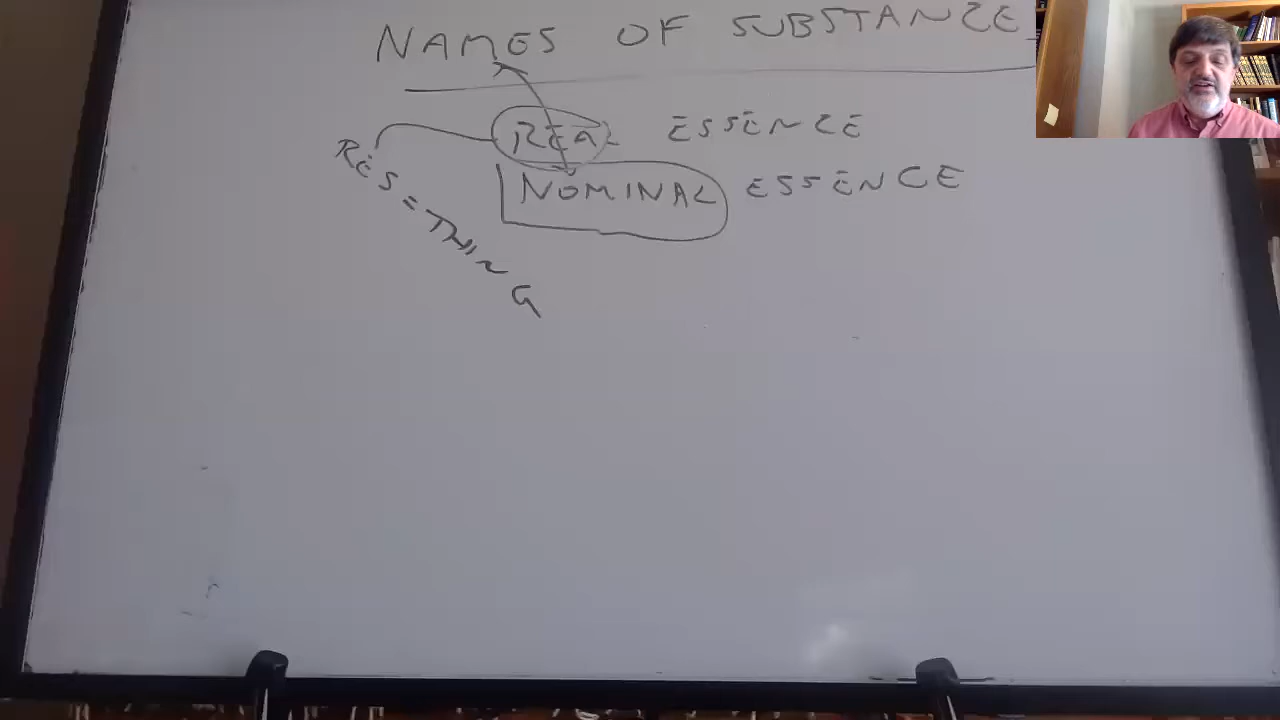 NAMES OF SUBSTANCE
REAL ESSENCE
NOMINAL ESSENCE
RES = THING